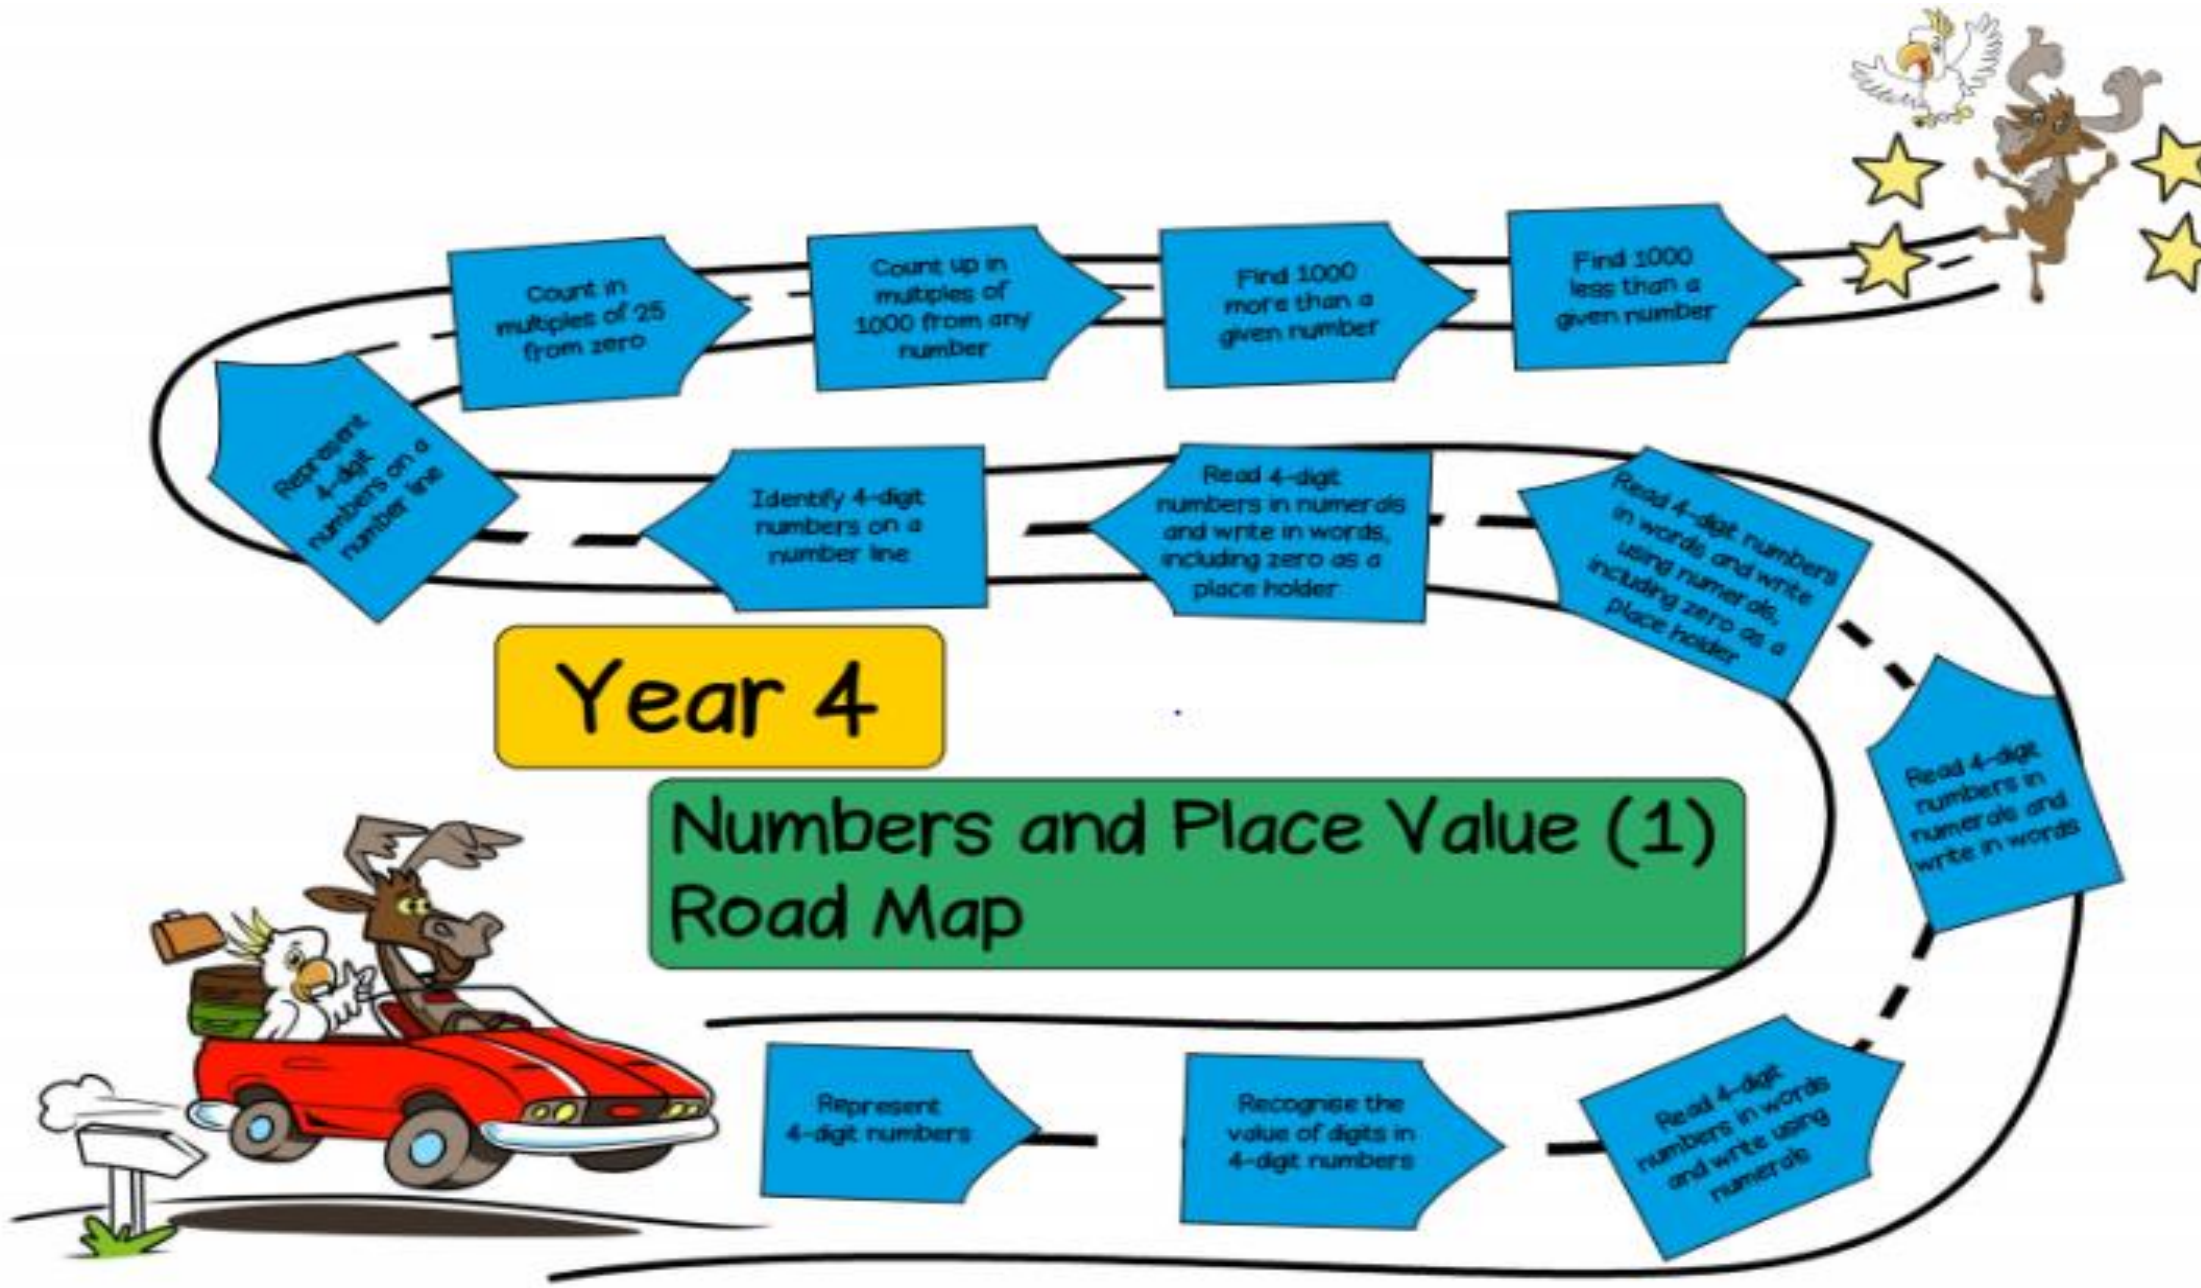 Count in
multiples of 25
from zero
Count up in
multiples of
1000 from any
number
Find 1000
more than a
given number
Find 1000
less than a
given number
Represent
4-digit
numbers on a
number line
Identify 4-digit
numbers on a
number line
Read 4-digit
numbers in numerals
and write in words,
including zero as a
place holder
Read 4-digit numbers
in words and write
using numerals,
including zero as a
place holder
Year 4
Read 4-digit
numbers in
numerals and
write in words
Numbers and Place Value (1)
Road Map
Represent
4-digit numbers
Recognise the
value of digits in
4-digit numbers
Read 4-digit
numbers in words
and write using
numerals